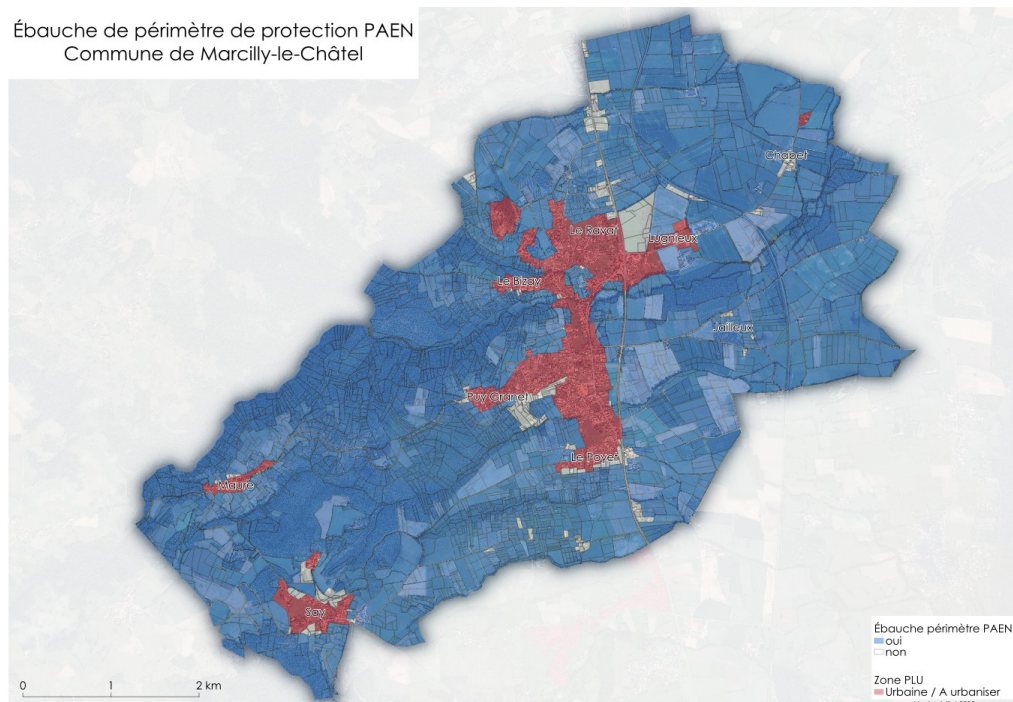 Ébauche de périmètre de protection PAEN
Commune de Marcilly-le-Châtel
Chabet
Le Rayat
Lugnieux
Le Bizay
Jailleux
Puy Granet
Le Poyet
Maure
Say
Ébauche périmètre PAEN
oui
non
Zone PLU
Urbaine / A urbaniser
0 1 2 km